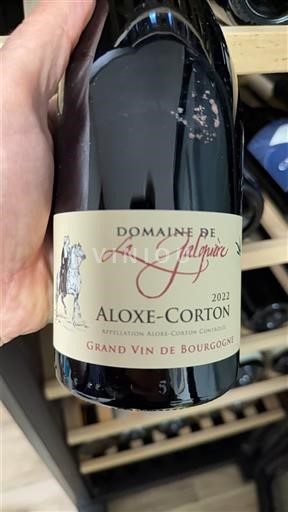 DOMAINE DE
La Galopière
2022
ALOXE-CORTON
APPELLATION ALOXE-CORTON CONTRÔLÉE
GRAND VIN DE BOURGOGNE